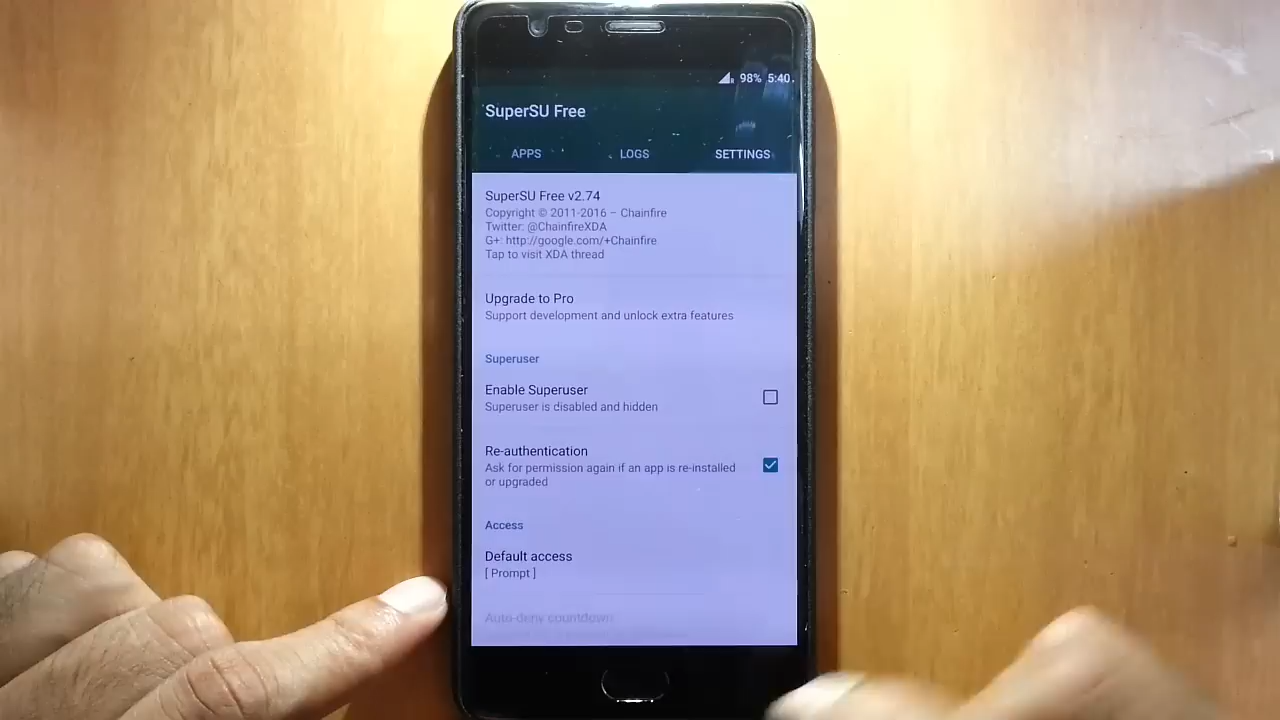 98% 5:40
SuperSU Free
APPS LOGS SETTINGS
SuperSU Free v2.74
Copyright © 2011-2016 – Chainfire
Twitter: @ChainfireXDA
G+: http://google.com/+Chainfire
Tap to visit XDA thread
Upgrade to Pro
Support development and unlock extra features
Superuser
Enable Superuser
Superuser is disabled and hidden
Re-authentication
Ask for permission again if an app is re-installed
or upgraded
Access
Default access
[ Prompt ]
Auto-deny countdown